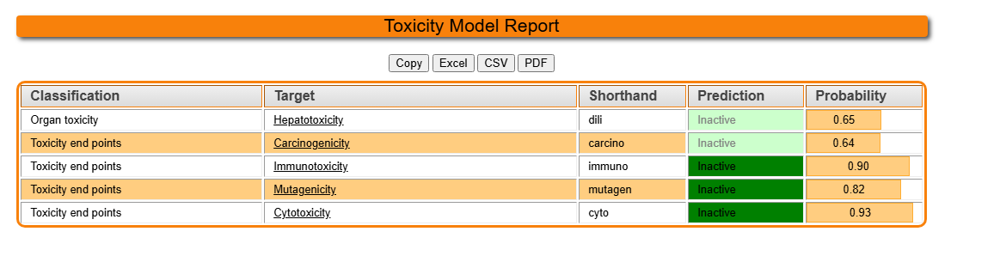 Toxicity Model Report
Copy Excel CSV PDF
Classification Target Shorthand Prediction Probability
Organ toxicity Hepatotoxicity dili Inactive 0.65
Toxicity end points Carcinogenicity carcino Inactive 0.64
Toxicity end points Immunotoxicity immuno Inactive 0.90
Toxicity end points Mutagenicity mutagen Inactive 0.82
Toxicity end points Cytotoxicity cyto Inactive 0.93